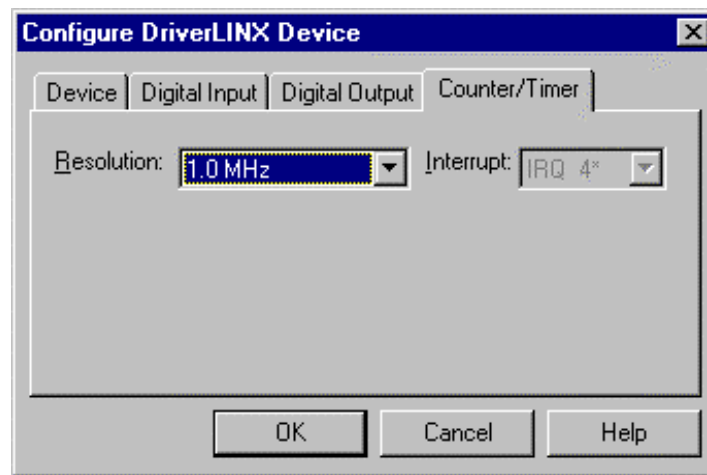 Configure DriverLINX Device
Device Digital Input Digital Output Counter/Timer
Resolution: 1.0 MHz Interrupt: IRQ 4*
OK Cancel Help